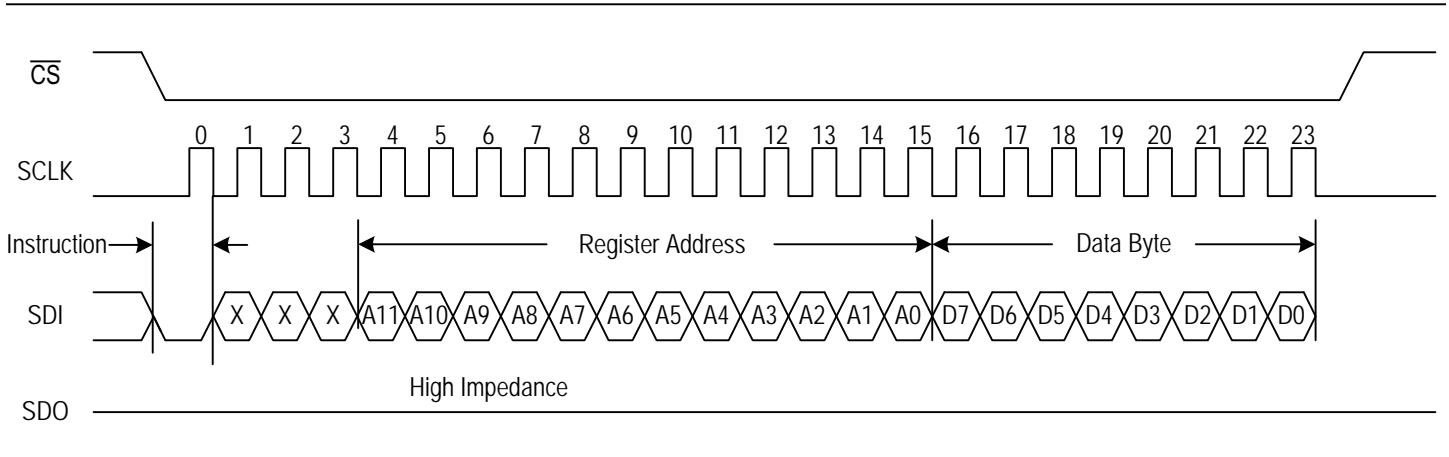 CS
0 1 2 3 4 5 6 7 8 9 10 11 12 13 14 15 16 17 18 19 20 21 22 23
SCLK
Instruction Register Address Data Byte
SDI X X X A11 A10 A9 A8 A7 A6 A5 A4 A3 A2 A1 A0 D7 D6 D5 D4 D3 D2 D1 D0
High Impedance
SDO